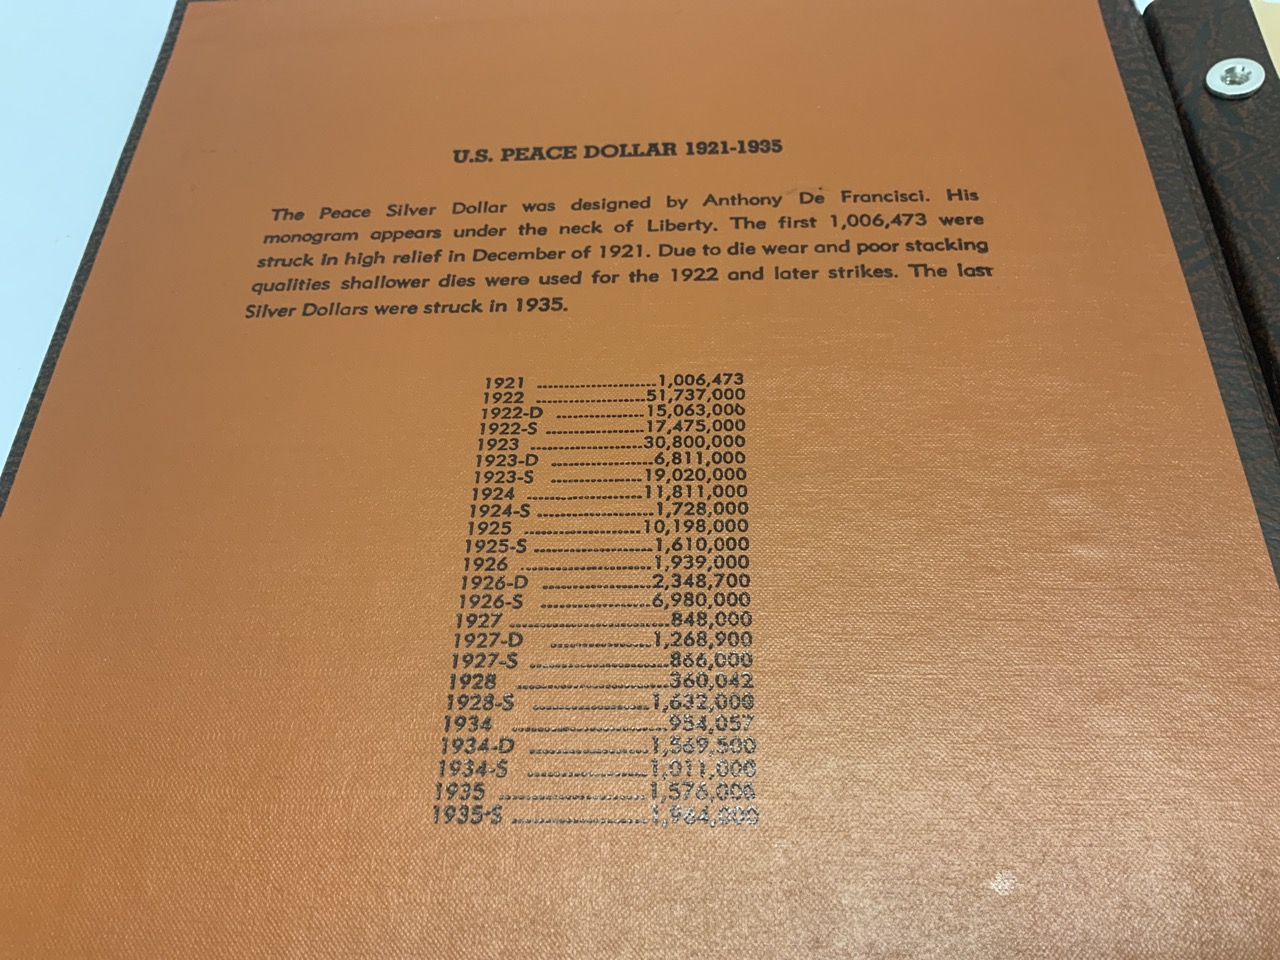 U.S. PEACE DOLLAR 1921-1935
The Peace Silver Dollar was designed by Anthony De Francisci. His
monogram appears under the neck of Liberty. The first 1,006,473 were
struck in high relief in December of 1921. Due to die wear and poor stacking
qualities shallower dies were used for the 1922 and later strikes. The last
Silver Dollars were struck in 1935.
1921 ........................1,006,473
1922 ......................51,737,000
1922-D ..................15,063,000
1922-S ....................17,475,000
1923 .......................30,800,000
1923-D .....................6,811,000
1923-S ...................19,020,000
1924 .......................11,811,000
1924-S ........................1,728,000
1925 .......................10,198,000
1925-S ........................1,610,000
1926 ..........................1,939,000
1926-D ......................2,348,700
1926-S ......................6,980,000
1927 ................................848,000
1927-D ....................1,268,900
1927-S ............................866,000
1928 ..............................360,042
1928-S .......................1,632,000
1934 ...............................954,057
1934-D .......................1,569,500
1934-S .......................1,011,000
1935 ............................1,576,000
1935-S ..........................1,964,000